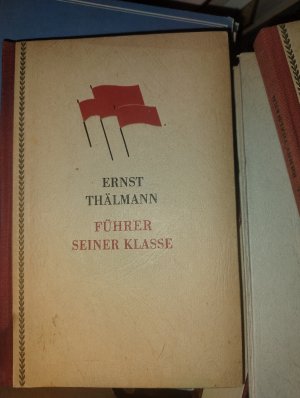 ERNST
THÄLMANN
FÜHRER
SEINER KLASSE